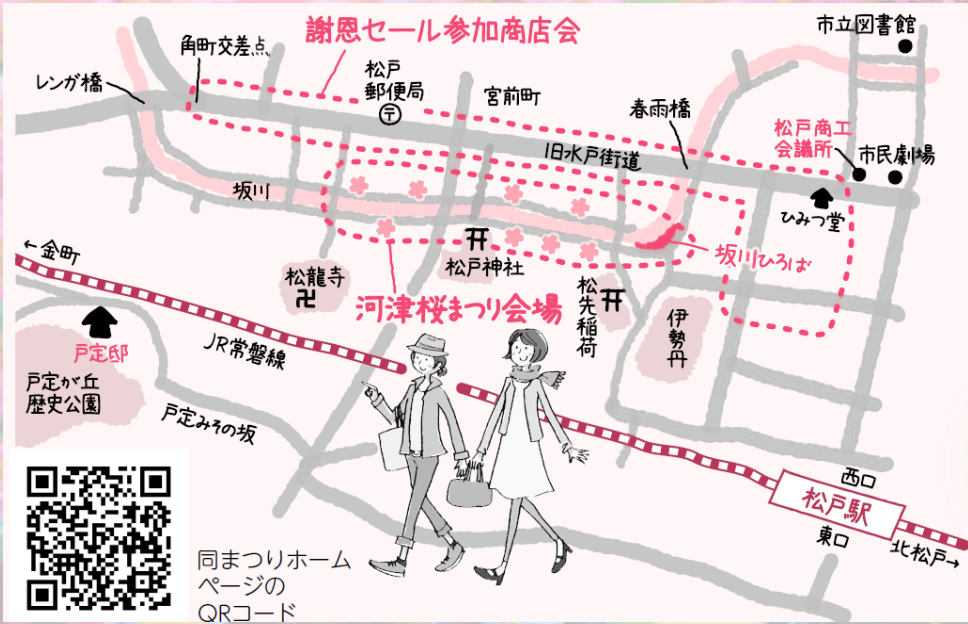 謝恩セール参加商店会
市立図書館
角町交差点
レンガ橋
松戸
郵便局
宮前町
春雨橋
松戸商工
会議所
市民劇場
旧水戸街道
坂川
ひみつ堂
←金町
松龍寺
松戸神社
坂川ひろば
河津桜まつり会場
松先稲荷
伊勢丹
戸定邸
JR常磐線
戸定が丘
歴史公園
戸定みその坂
西口
松戸駅
東口
北松戸→
同まつりホーム
ページの
QRコード